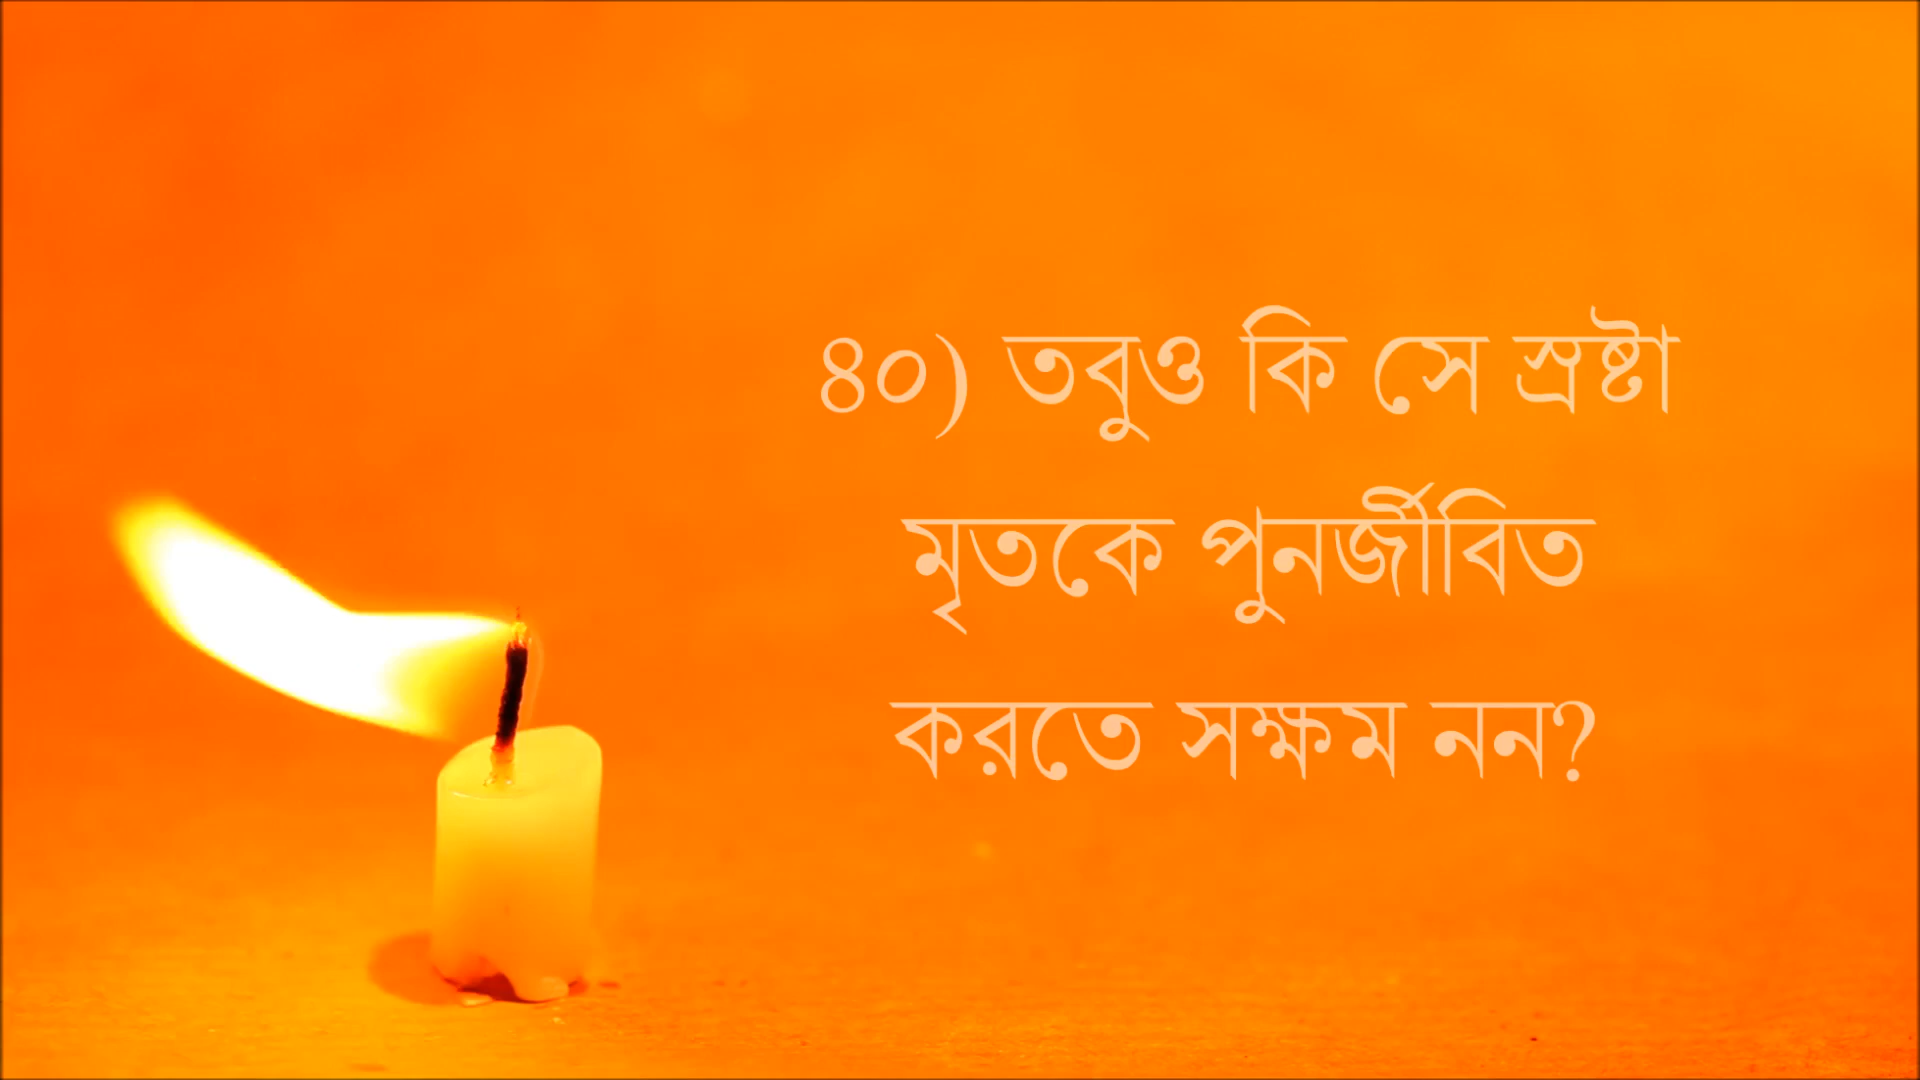 ৪০) তবুও কি সে স্রষ্টা
মৃতকে পুনর্জীবিত
করতে সক্ষম নন?